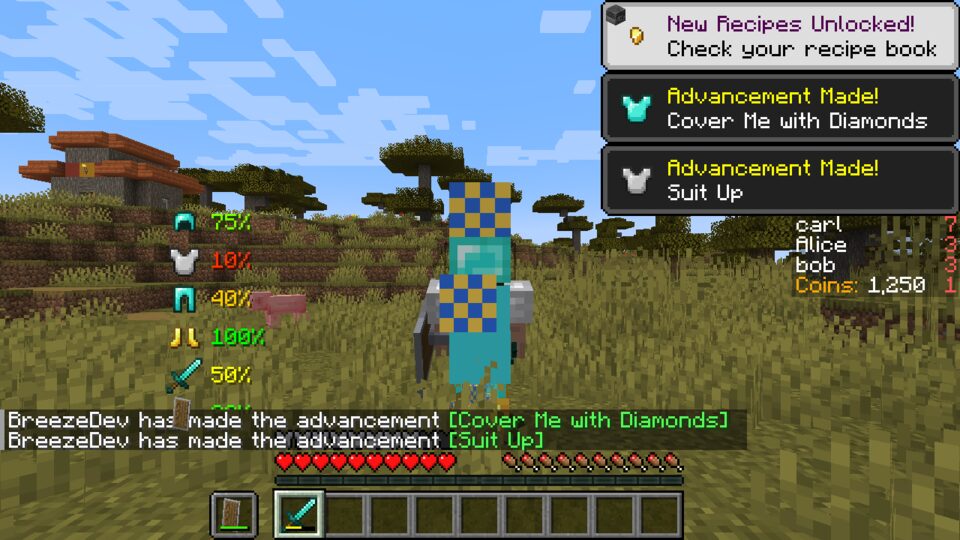 New Recipes Unlocked!
Check your recipe book
Advancement Made!
Cover Me with Diamonds
Advancement Made!
Suit Up
carl 7
Alice 3
bob 3
Coins: 1,250 1
75%
10%
40%
100%
50%
BreezeDev has made the advancement [Cover Me with Diamonds]
BreezeDev has made the advancement [Suit Up]